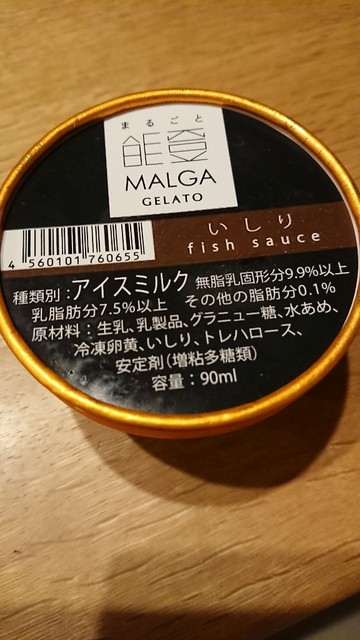 まるごと
能登
MALGA
GELATO
いしり
fish sauce
4 560101 760655
種類別：アイスミルク 無脂乳固形分9.9%以上
乳脂肪分7.5%以上 その他の脂肪分0.1%
原材料：生乳、乳製品、グラニュー糖、水あめ、
冷凍卵黄、いしり、トレハロース、
安定剤（増粘多糖類）
容量：90ml